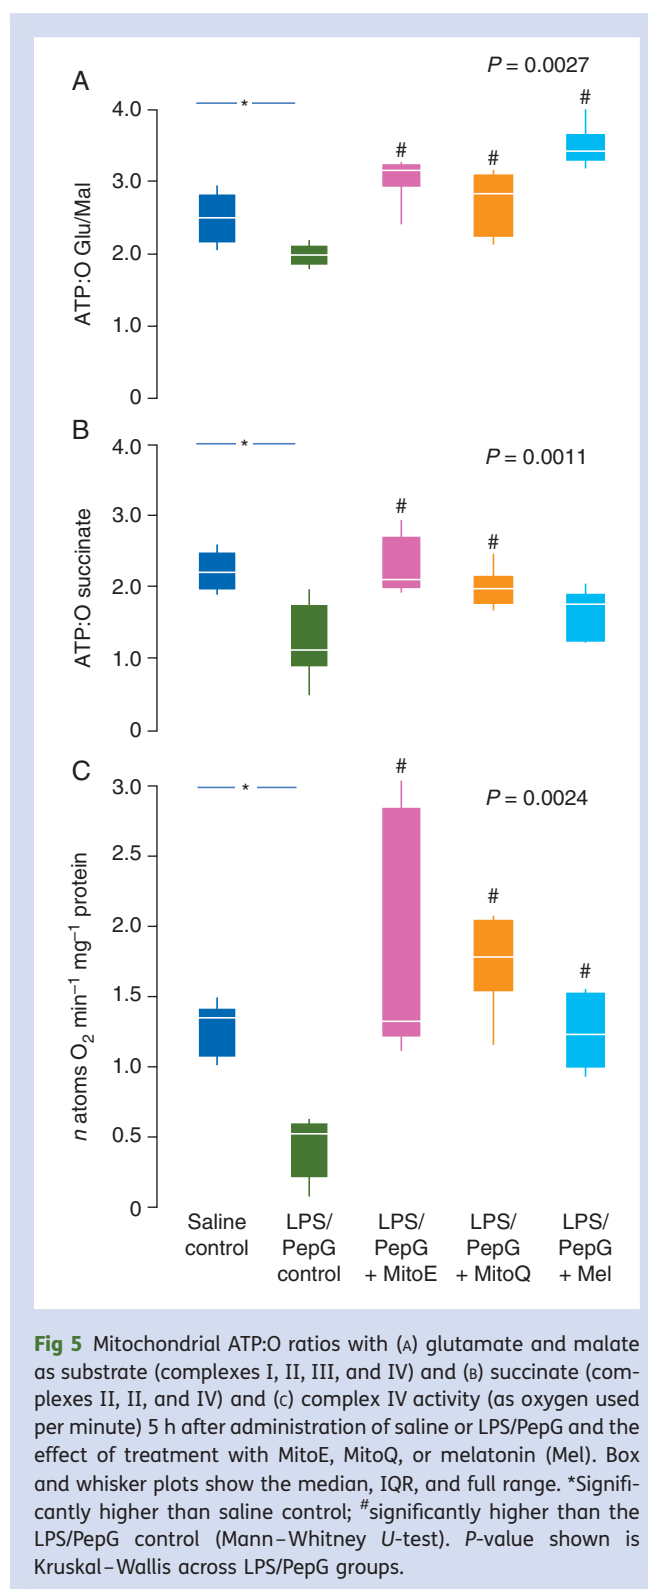 A
P = 0.0027
4.0
*
#
#
#
3.0
2.0
1.0
0
ATP:O Glu/Mal
B
P = 0.0011
4.0
*
#
#
3.0
2.0
1.0
0
ATP:O succinate
C
P = 0.0024
3.0
*
#
#
#
2.5
2.0
1.5
1.0
0.5
0
n atoms O₂ min⁻¹ mg⁻¹ protein
Saline
control
LPS/
PepG
control
LPS/
PepG
+ MitoE
LPS/
PepG
+ MitoQ
LPS/
PepG
+ Mel
Fig 5 Mitochondrial ATP:O ratios with (A) glutamate and malate
as substrate (complexes I, II, III, and IV) and (B) succinate (com-
plexes II, II, and IV) and (C) complex IV activity (as oxygen used
per minute) 5 h after administration of saline or LPS/PepG and the
effect of treatment with MitoE, MitoQ, or melatonin (Mel). Box
and whisker plots show the median, IQR, and full range. *Signifi-
cantly higher than saline control; #significantly higher than the
LPS/PepG control (Mann–Whitney U-test). P-value shown is
Kruskal–Wallis across LPS/PepG groups.